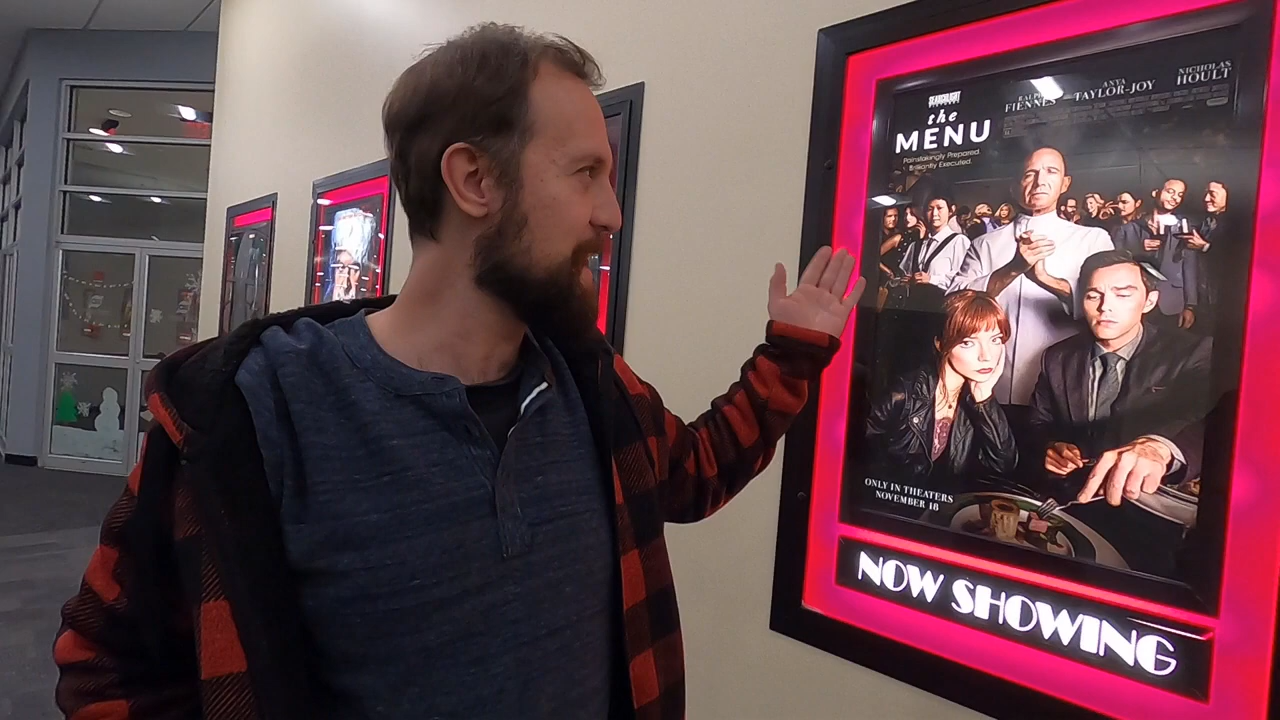 SEARCHLIGHT
RALPH
FIENNES
ANYA
TAYLOR-JOY
NICHOLAS
HOULT
the
MENU
Painstakingly Prepared.
Brilliantly Executed.
ONLY IN THEATERS
NOVEMBER 18
NOW SHOWING